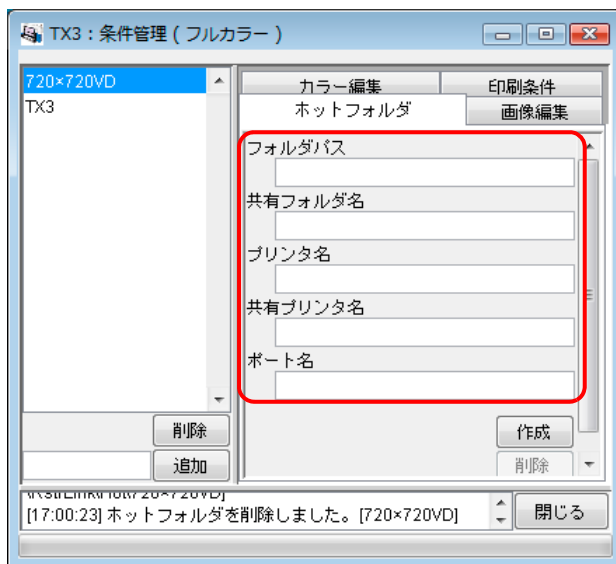 TX3：条件管理 ( フルカラー )
720×720VD
TX3
カラー編集
印刷条件
ホットフォルダ
画像編集
フォルダパス
共有フォルダ名
プリンタ名
共有プリンタ名
ポート名
削除
追加
作成
削除
[17:00:23] ホットフォルダを削除しました。[720×720VD]
閉じる